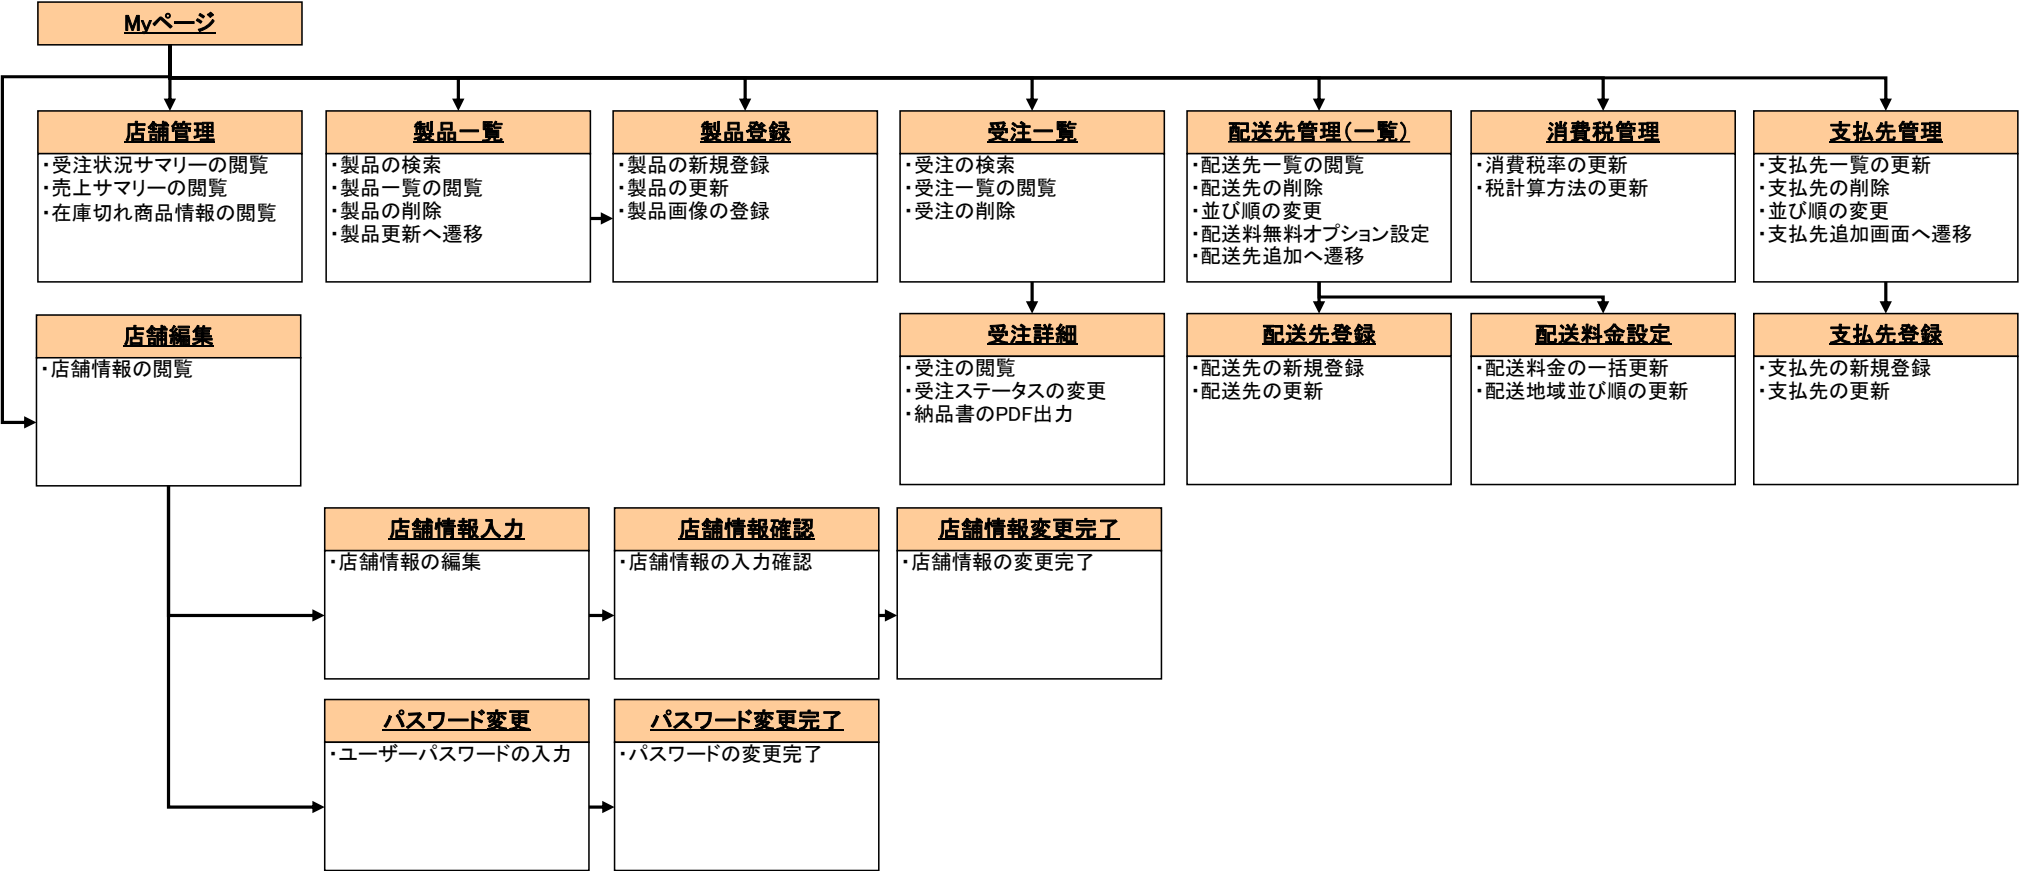 Myページ
店舗管理
・受注状況サマリーの閲覧
・売上サマリーの閲覧
・在庫切れ商品情報の閲覧
製品一覧
・製品の検索
・製品一覧の閲覧
・製品の削除
・製品更新へ遷移
製品登録
・製品の新規登録
・製品の更新
・製品画像の登録
受注一覧
・受注の検索
・受注一覧の閲覧
・受注の削除
配送先管理(一覧)
・配送先一覧の閲覧
・配送先の削除
・並び順の変更
・配送料無料オプション設定
・配送先追加へ遷移
消費税管理
・消費税率の更新
・税計算方法の更新
支払先管理
・支払先一覧の更新
・支払先の削除
・並び順の変更
・支払先追加画面へ遷移
店舗編集
・店舗情報の閲覧
受注詳細
・受注の閲覧
・受注ステータスの変更
・納品書のPDF出力
配送先登録
・配送先の新規登録
・配送先の更新
配送料金設定
・配送料金の一括更新
・配送地域並び順の更新
支払先登録
・支払先の新規登録
・支払先の更新
店舗情報入力
・店舗情報の編集
店舗情報確認
・店舗情報の入力確認
店舗情報変更完了
・店舗情報の変更完了
パスワード変更
・ユーザーパスワードの入力
パスワード変更完了
・パスワードの変更完了